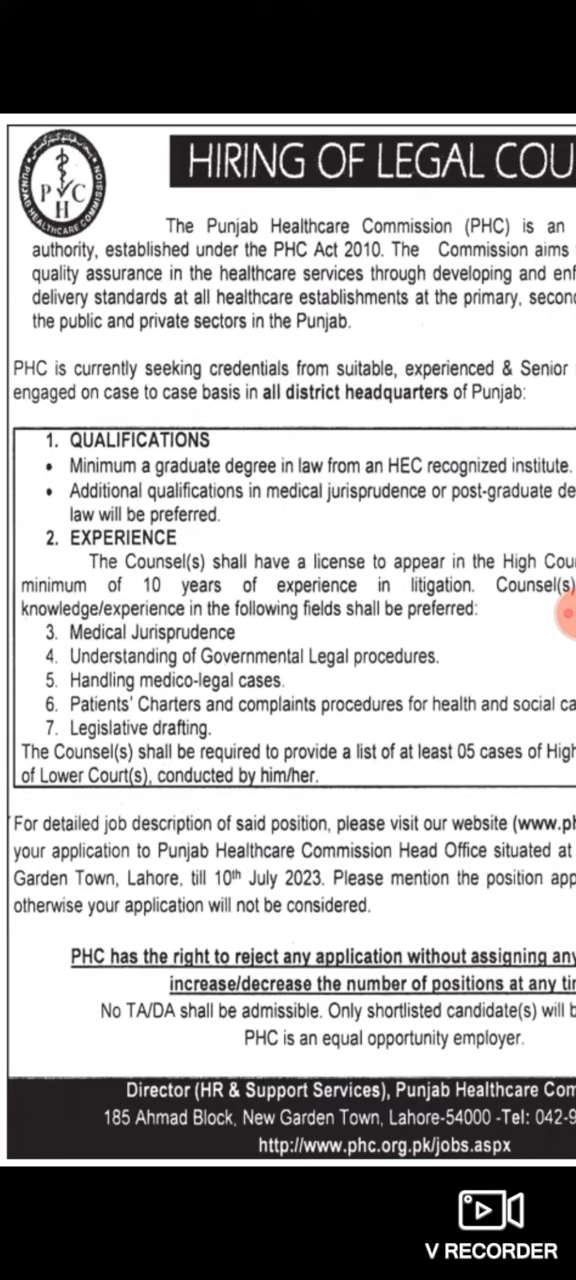 PUNJAB HEALTHCARE COMMISSION
P C
H
HIRING OF LEGAL COU
The Punjab Healthcare Commission (PHC) is an
authority, established under the PHC Act 2010. The Commission aims
quality assurance in the healthcare services through developing and enf
delivery standards at all healthcare establishments at the primary, secon
the public and private sectors in the Punjab.
PHC is currently seeking credentials from suitable, experienced & Senior
engaged on case to case basis in all district headquarters of Punjab:
1. QUALIFICATIONS
• Minimum a graduate degree in law from an HEC recognized institute.
• Additional qualifications in medical jurisprudence or post-graduate de
law will be preferred.
2. EXPERIENCE
The Counsel(s) shall have a license to appear in the High Cou
minimum of 10 years of experience in litigation. Counsel(s)
knowledge/experience in the following fields shall be preferred:
3. Medical Jurisprudence
4. Understanding of Governmental Legal procedures.
5. Handling medico-legal cases.
6. Patients' Charters and complaints procedures for health and social ca
7. Legislative drafting.
The Counsel(s) shall be required to provide a list of at least 05 cases of High
of Lower Court(s), conducted by him/her.
For detailed job description of said position, please visit our website (www.ph
your application to Punjab Healthcare Commission Head Office situated at
Garden Town, Lahore, till 10th July 2023. Please mention the position app
otherwise your application will not be considered.
PHC has the right to reject any application without assigning any
increase/decrease the number of positions at any tir
No TA/DA shall be admissible. Only shortlisted candidate(s) will b
PHC is an equal opportunity employer.
Director (HR & Support Services), Punjab Healthcare Com
185 Ahmad Block, New Garden Town, Lahore-54000 -Tel: 042-9
http://www.phc.org.pk/jobs.aspx
V RECORDER